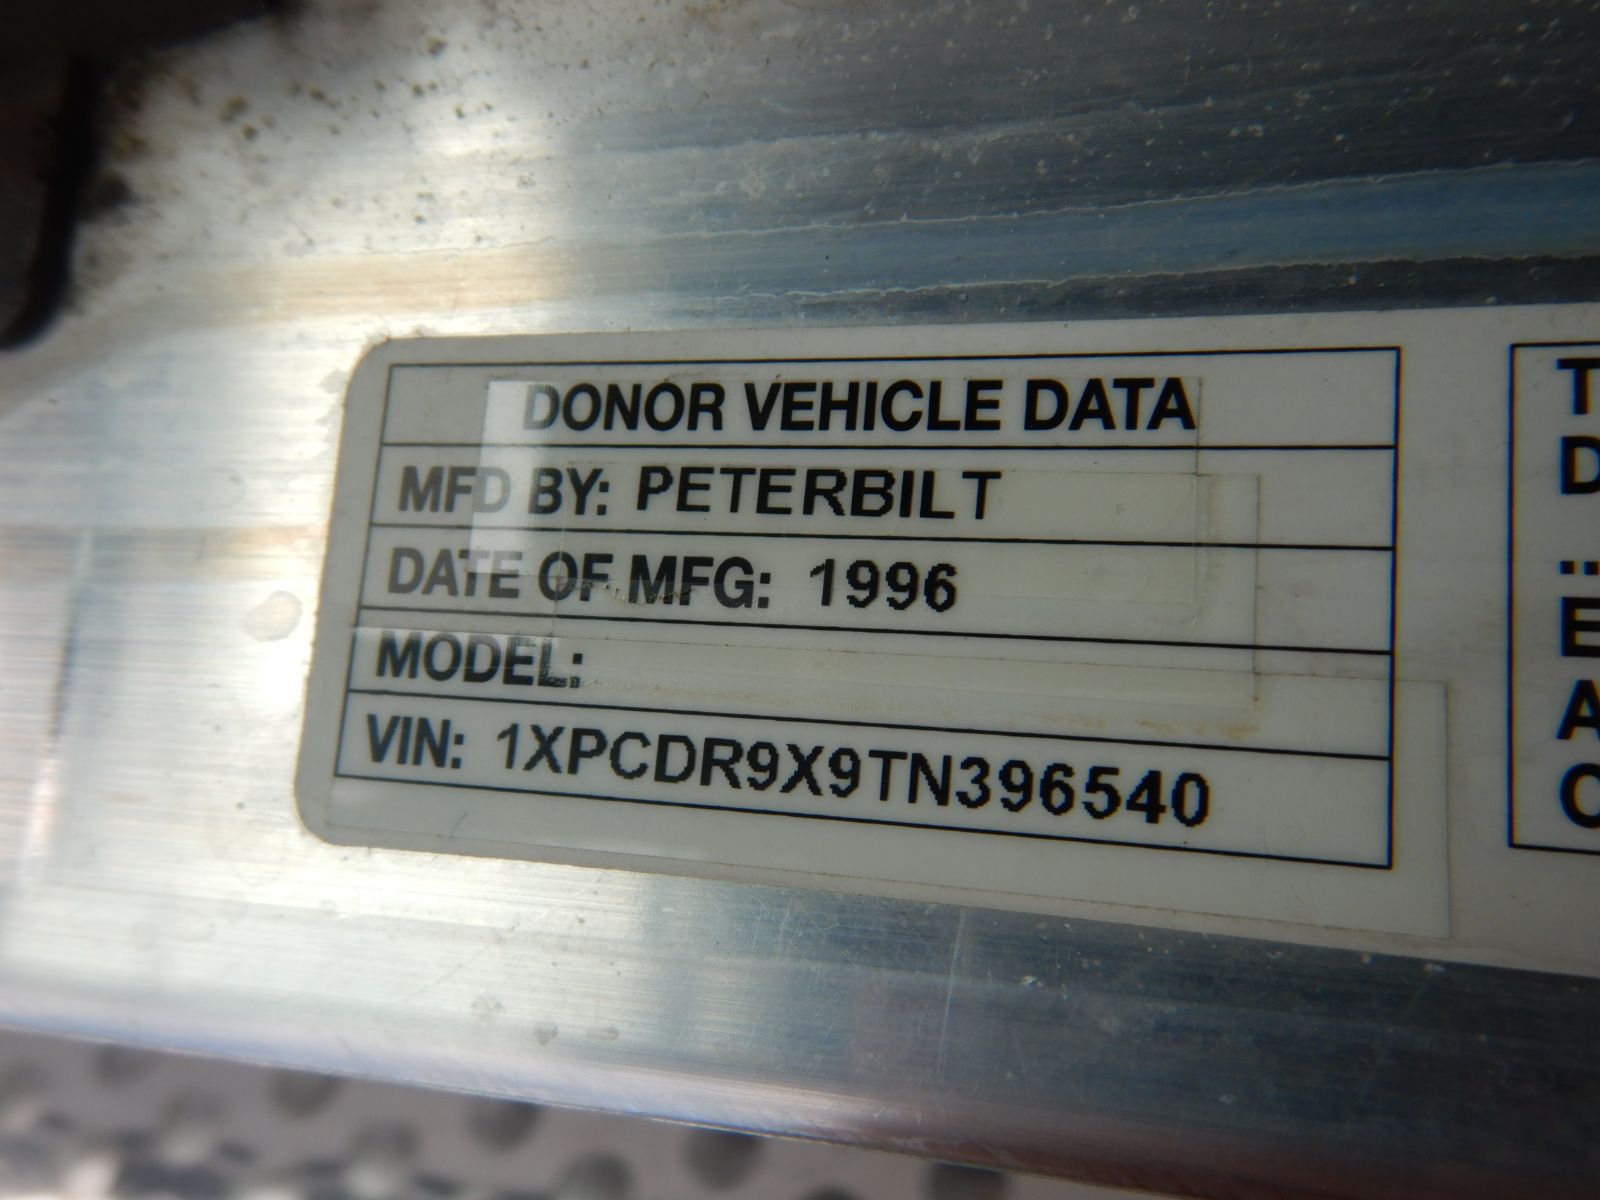 DONOR VEHICLE DATA
MFD BY: PETERBILT
DATE OF MFG: 1996
MODEL:
VIN: 1XPCDR9X9TN396540
T
D
..
E
A